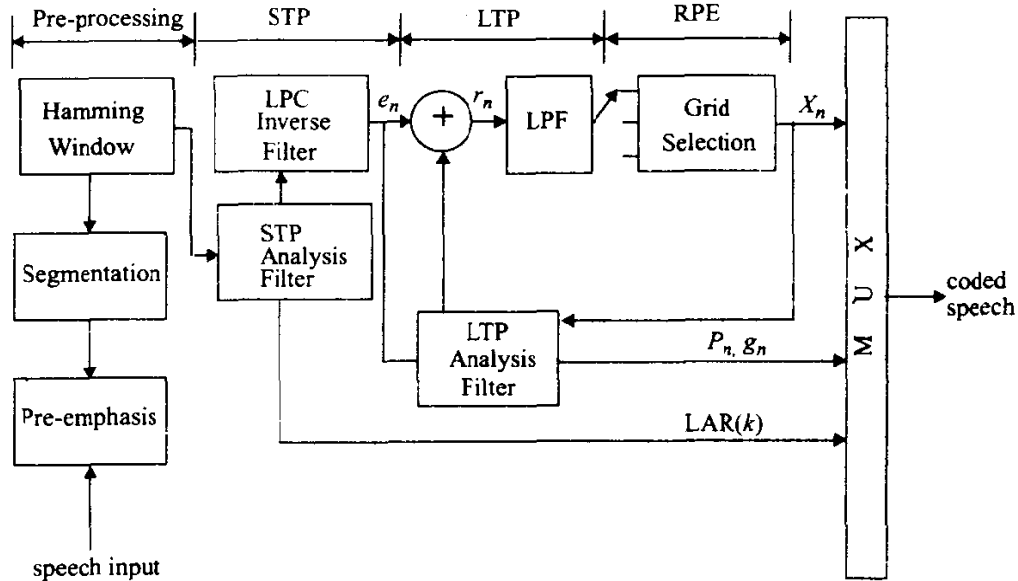 Pre-processing
STP
LTP
RPE
Hamming
Window
LPC
Inverse
Filter
e_n
+
r_n
LPF
Grid
Selection
X_n
Segmentation
STP
Analysis
Filter
MUX
coded
speech
LTP
Analysis
Filter
P_n, g_n
Pre-emphasis
LAR(k)
speech input